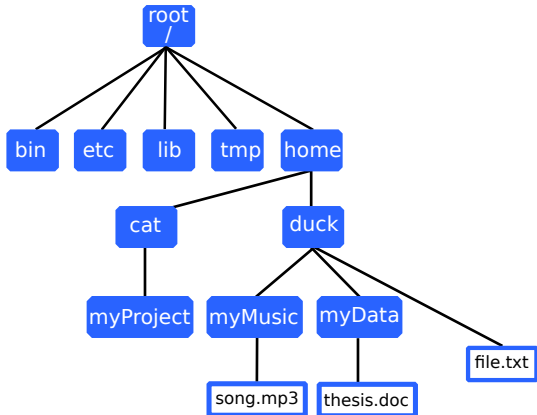 root
/
bin
etc
lib
tmp
home
cat
duck
myProject
myMusic
myData
file.txt
song.mp3
thesis.doc